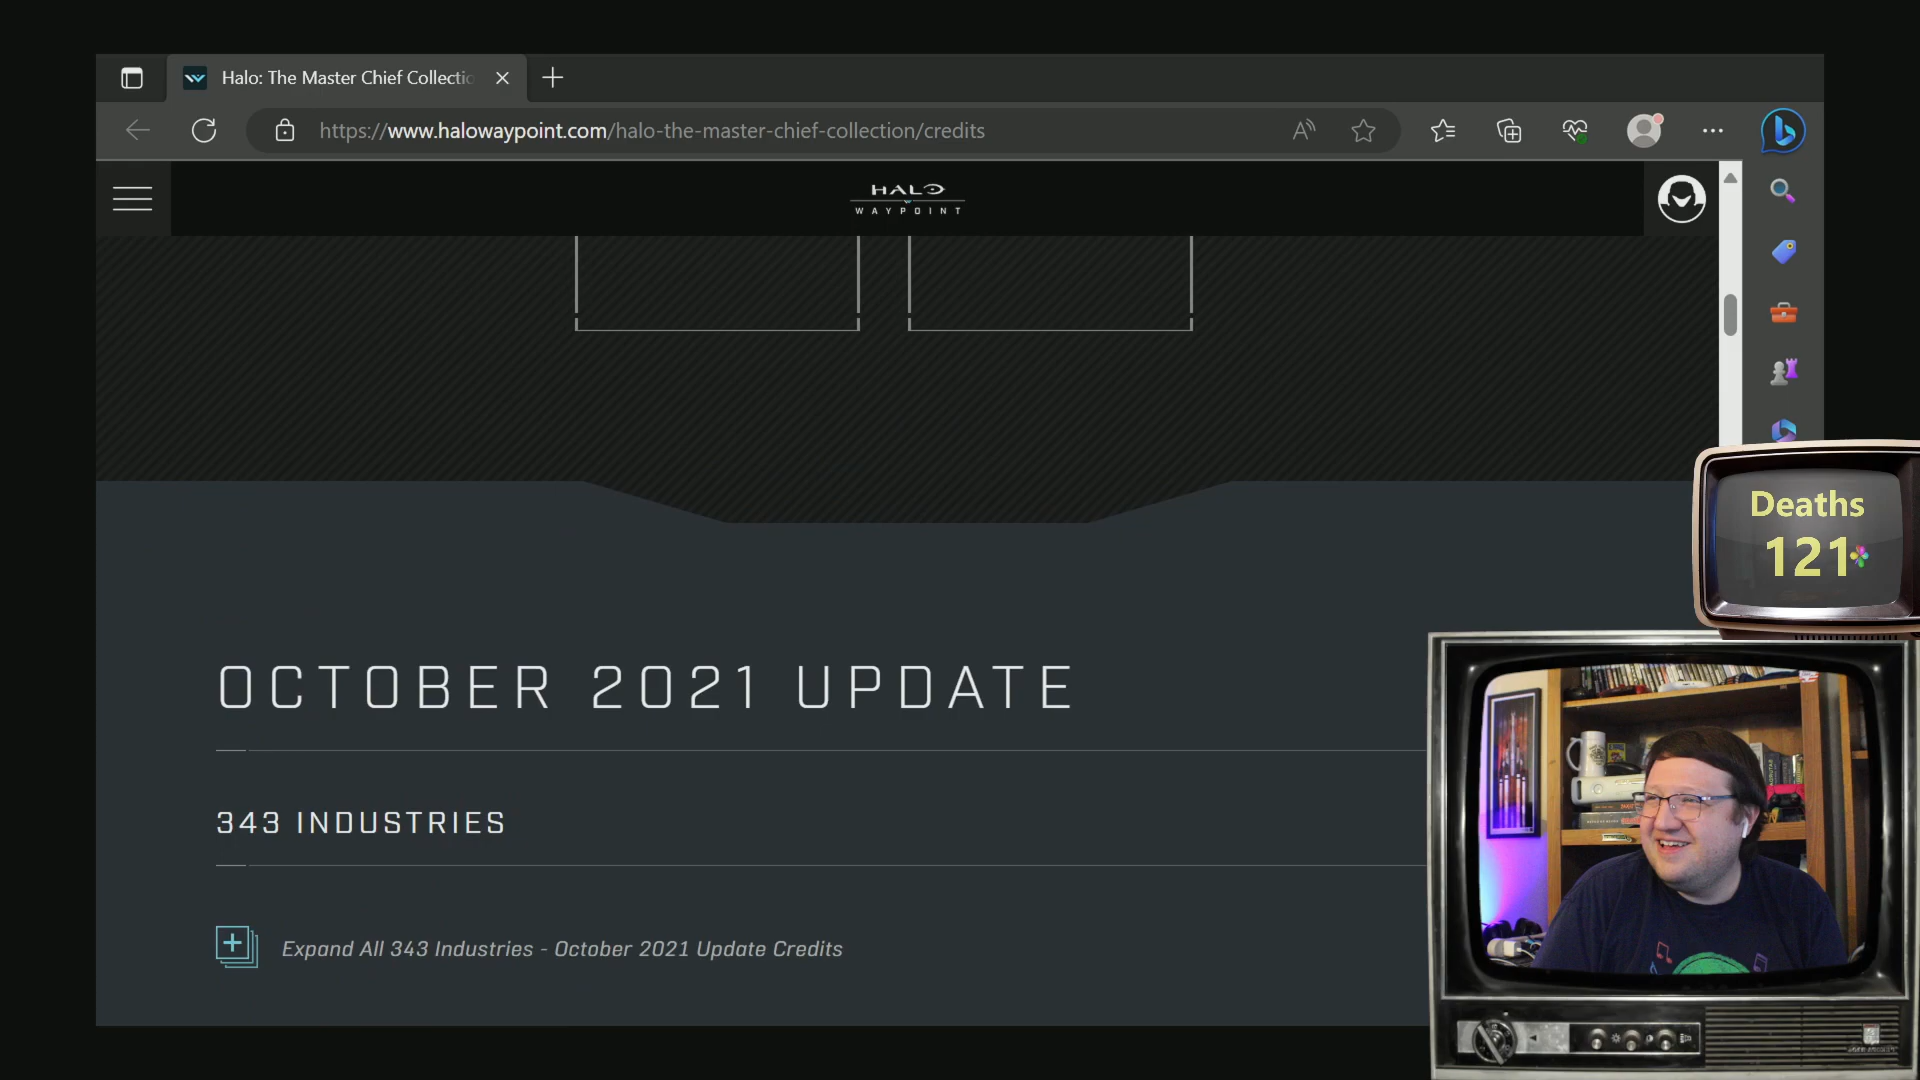 Halo: The Master Chief Collectio
https://www.halowaypoint.com/halo-the-master-chief-collection/credits
HALO
WAYPOINT
Deaths
121
OCTOBER 2021 UPDATE
343 INDUSTRIES
Expand All 343 Industries - October 2021 Update Credits